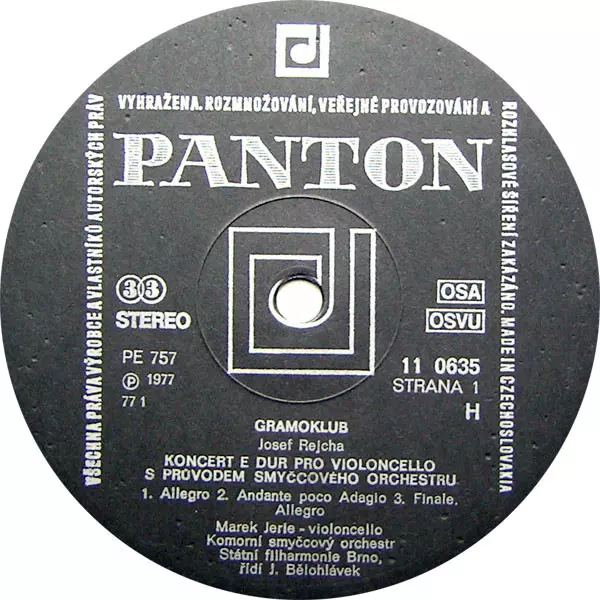 VŠECHNA PRÁVA VÝROBCE A VLASTNÍKŮ AUTORSKÝCH PRÁV
VYHRAŽENA. ROZMNOŽOVÁNÍ, VEŘEJNÉ PROVOZOVÁNÍ A
ROZHLASOVÉ ŠÍŘENÍ ZAKÁZÁNO. MADE IN CZECHOSLOVAKIA
PANTON
33
STEREO
PE 757
Ⓟ 1977
77 1
OSA
OSVU
11 0635
STRANA 1
H
GRAMOKLUB
Josef Rejcha
KONCERT E DUR PRO VIOLONCELLO
S PRŮVODEM SMYČCOVÉHO ORCHESTRU
1. Allegro 2. Andante poco Adagio 3. Finale.
Allegro
Marek Jerie - violoncello
Komorní smyčcový orchestr
Státní filharmonie Brno,
řídí J. Bělohlávek